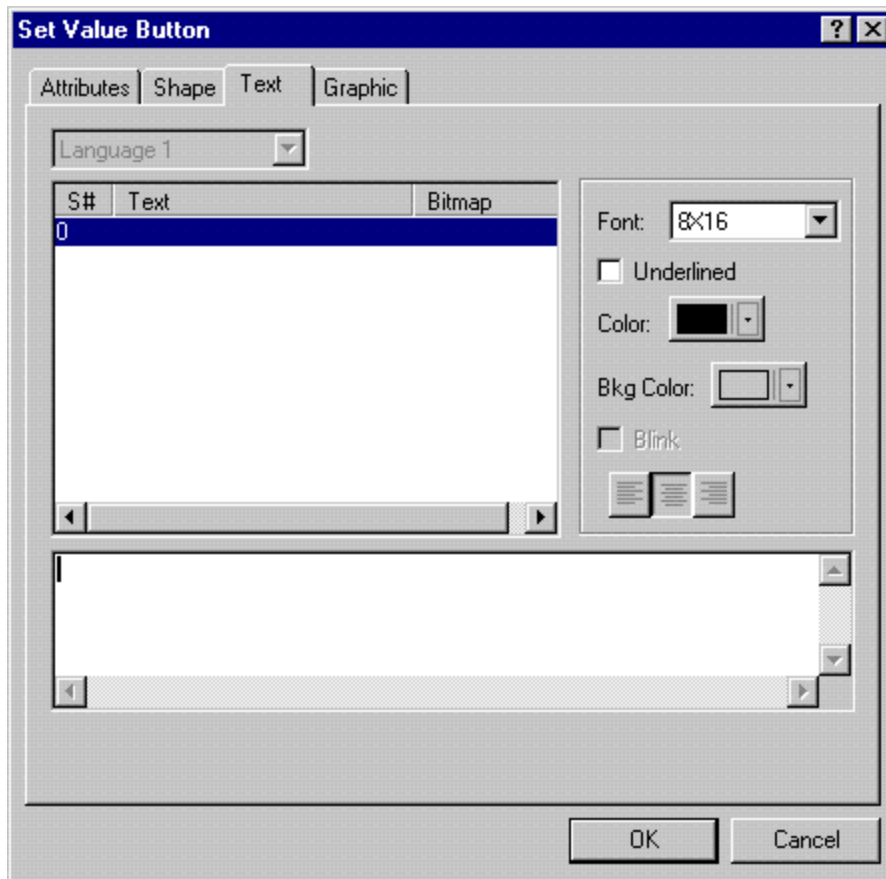 Set Value Button
Attributes Shape Text Graphic
Language 1
S# Text Bitmap
0
Font: 8X16
Underlined
Color:
Bkg Color:
Blink
OK Cancel